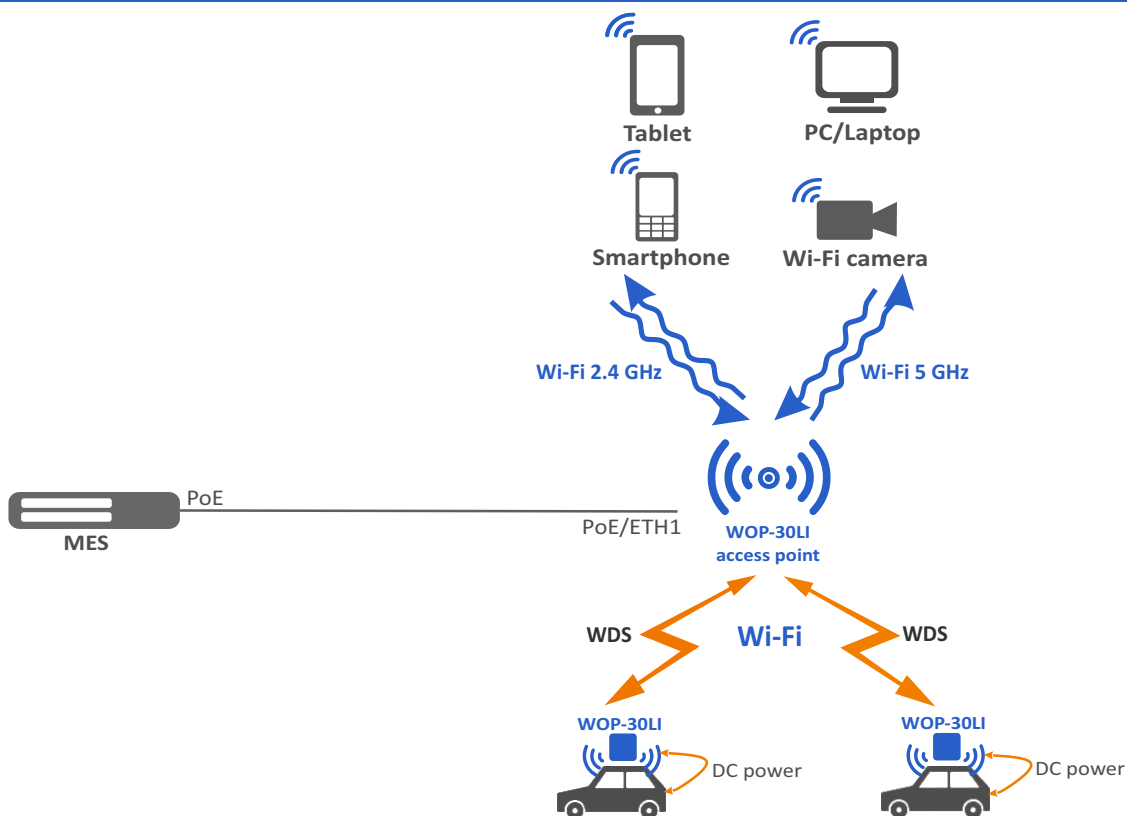 Tablet
PC/Laptop
Smartphone
Wi-Fi camera
Wi-Fi 2.4 GHz
Wi-Fi 5 GHz
PoE
MES
PoE/ETH1
WOP-30LI
access point
WDS
Wi-Fi
WDS
WOP-30LI
WOP-30LI
DC power
DC power